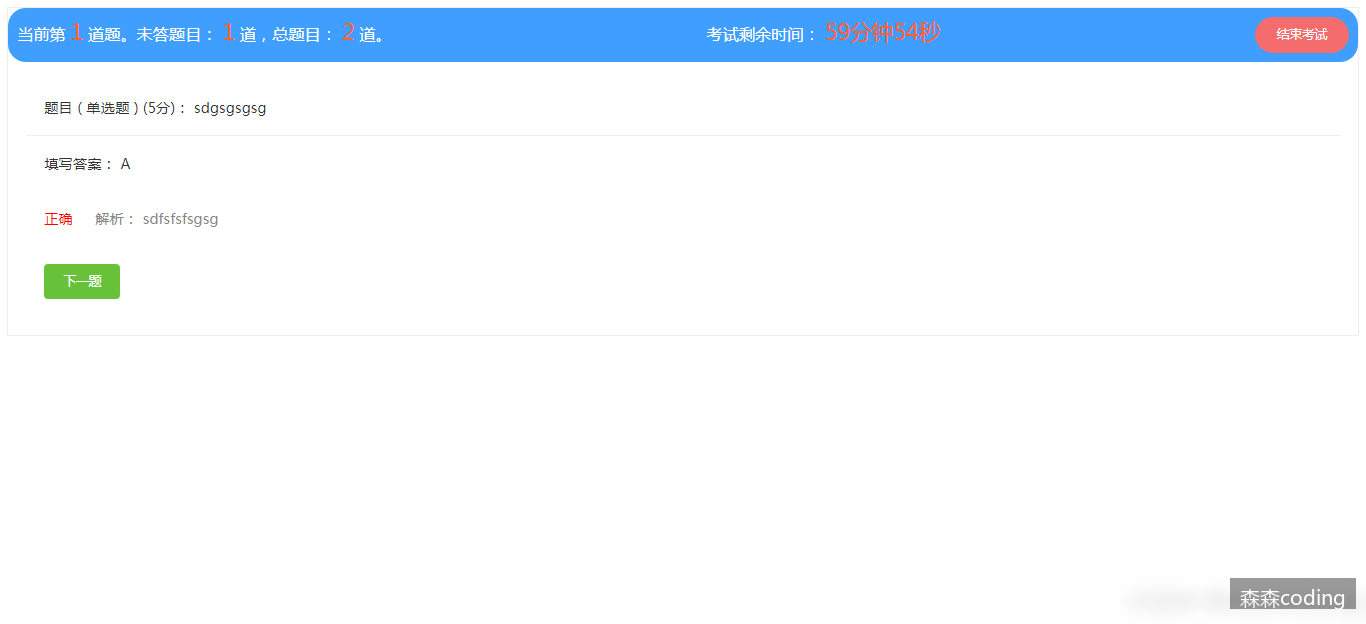 当前第 1 道题。未答题目： 1 道，总题目： 2 道。 考试剩余时间： 59分钟54秒 结束考试
题目（单选题）(5分)： sdgsgsgsg
填写答案： A
正确 解析： sdfsfsfsgsg
下一题
森森coding